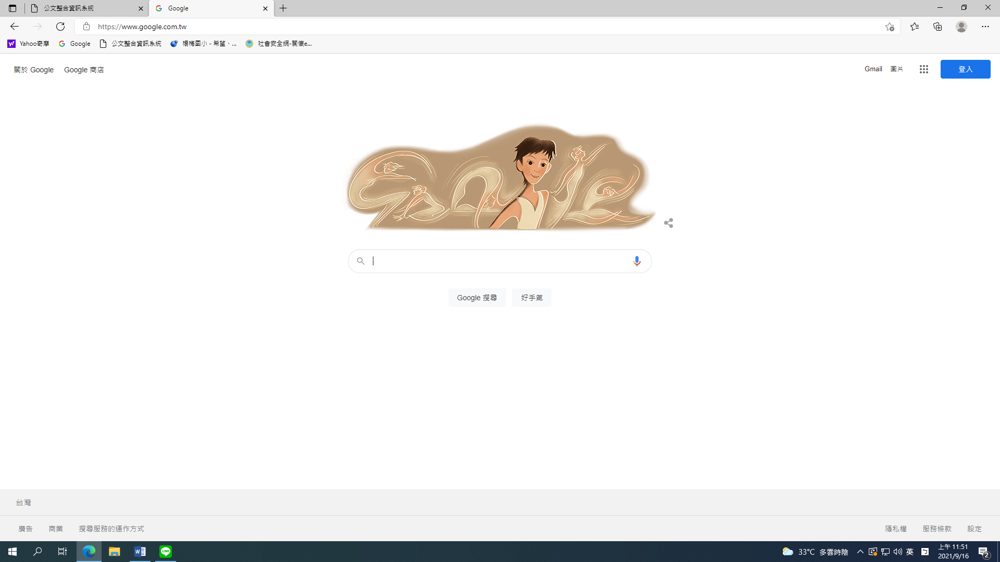 公文整合資訊系統
Google
https://www.google.com.tw
Yahoo奇摩
Google
公文整合資訊系統
楊梅國小 - 希望、...
社會安全網-關懷e...
關於 Google
Google 商店
Gmail
圖片
登入
Google 搜尋
好手氣
台灣
廣告
商業
搜尋服務的運作方式
隱私權
服務條款
設定
33°C 多雲時陰
英
上午 11:51
2021/9/16
2